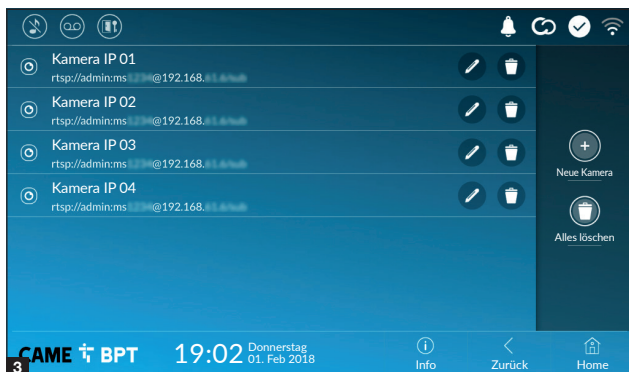 Kamera IP 01
rtsp://admin:ms @192.168.
Kamera IP 02
rtsp://admin:ms @192.168.
Kamera IP 03
rtsp://admin:ms @192.168.
Kamera IP 04
rtsp://admin:ms @192.168.
Neue Kamera
Alles löschen
CAME BPT
19:02
Donnerstag
01. Feb 2018
Info
Zurück
Home
3